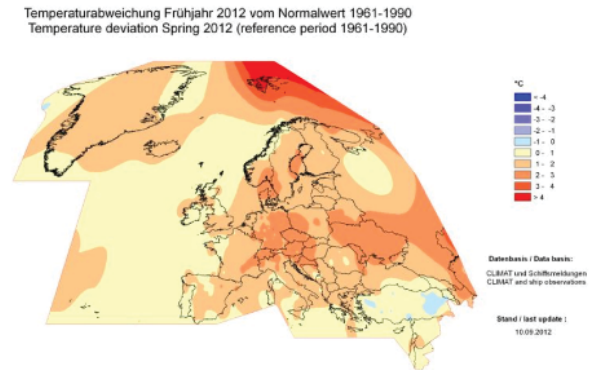 Temperaturabweichung Frühjahr 2012 vom Normalwert 1961-1990
Temperature deviation Spring 2012 (reference period 1961-1990)
°C
< -4
-4 - -3
-3 - -2
-2 - -1
-1 - 0
0 - 1
1 - 2
2 - 3
3 - 4
> 4
Datenbasis / Data basis:
CLIMAT und Schiffsmeldungen
CLIMAT and ship observations
Stand / last update :
10.09.2012